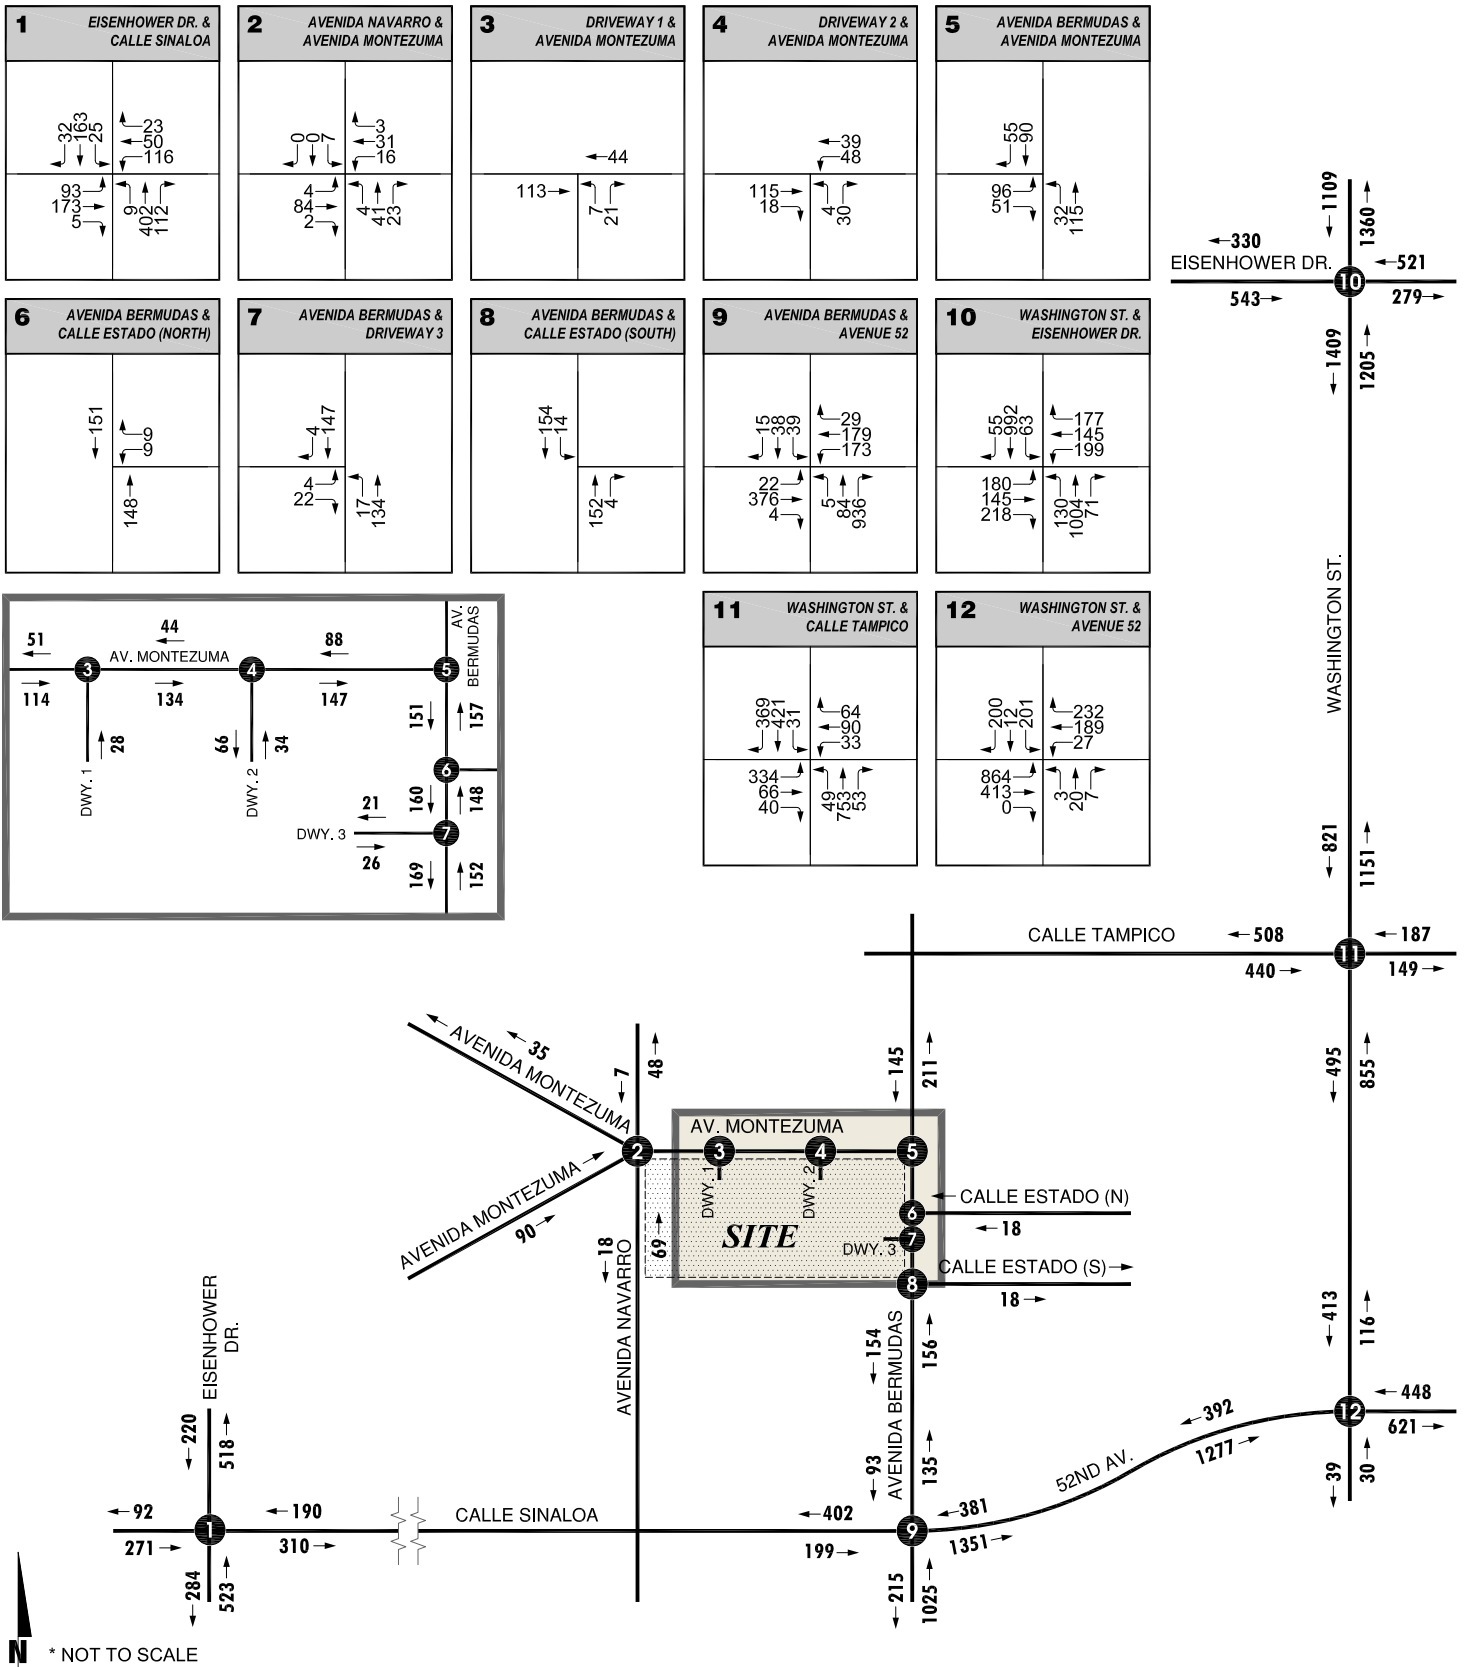 1 EISENHOWER DR. &
CALLE SINALOA
32 163 25
23
50
116
93
173
5
9 402 112
2 AVENIDA NAVARRO &
AVENIDA MONTEZUMA
0 0 7
3
31
16
4
84
2
4 41 23
3 DRIVEWAY 1 &
AVENIDA MONTEZUMA
44
113
7 21
4 DRIVEWAY 2 &
AVENIDA MONTEZUMA
39
48
115
18
4 30
5 AVENIDA BERMUDAS &
AVENIDA MONTEZUMA
55 90
96
51
32 115
6 AVENIDA BERMUDAS &
CALLE ESTADO (NORTH)
151
9
9
148
7 AVENIDA BERMUDAS &
DRIVEWAY 3
4 147
4
22
17 134
8 AVENIDA BERMUDAS &
CALLE ESTADO (SOUTH)
154 14
152 4
9 AVENIDA BERMUDAS &
AVENUE 52
15 38 39
29
179
173
22
376
4
5 84 936
10 WASHINGTON ST. &
EISENHOWER DR.
55 992 63
177
145
199
180
145
218
130 1004 71
11 WASHINGTON ST. &
CALLE TAMPICO
369 421 31
64
90
33
334
66
40
49 753 53
12 WASHINGTON ST. &
AVENUE 52
200 12 201
232
189
27
864
413
0
3 20 7
51 44 88
AV. MONTEZUMA
AV.
BERMUDAS
3 4 5
114 134 147
28
DWY. 1
66 34
DWY. 2
151 157
6
160 148
21
DWY. 3
7
26
169 152
1109 1360
330
EISENHOWER DR.
521
10
543 279
1409 1205
WASHINGTON ST.
821 1151
CALLE TAMPICO 508 187
11
440 149
495 855
35
AVENIDA MONTEZUMA
7 48
145 211
AV. MONTEZUMA
2 3 4 5
AVENIDA MONTEZUMA
90
DWY. 1
DWY. 2
CALLE ESTADO (N)
6
18
SITE
DWY. 3 7
18 69
AVENIDA NAVARRO
CALLE ESTADO (S)
8
18
154 156
AVENIDA BERMUDAS
413 116
EISENHOWER
DR.
448
12
621
392
1277
52ND AV.
39 30
220 518
93 135
92 190
CALLE SINALOA
402 381
1 9
271 310
199 1351
284 523
215 1025
N * NOT TO SCALE